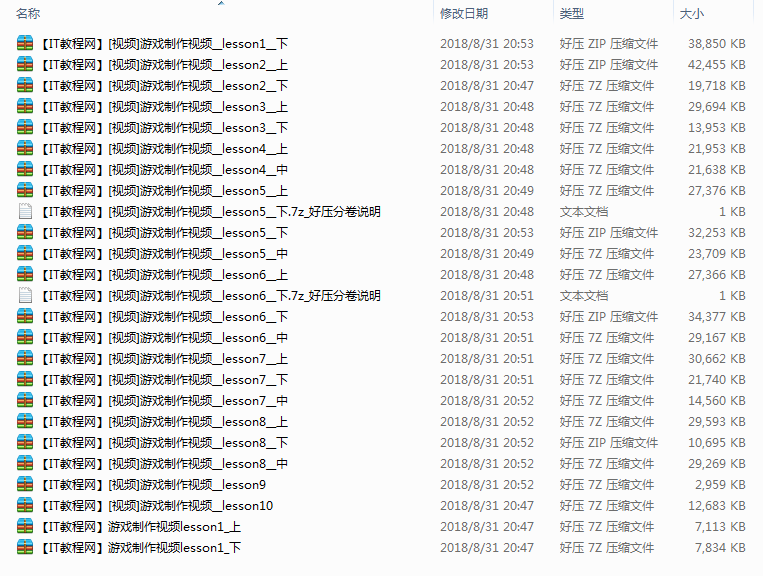 名称 修改日期 类型 大小
【IT教程网】[视频]游戏制作视频__lesson1__下 2018/8/31 20:53 好压 ZIP 压缩文件 38,850 KB
【IT教程网】[视频]游戏制作视频__lesson2__上 2018/8/31 20:53 好压 ZIP 压缩文件 42,455 KB
【IT教程网】[视频]游戏制作视频__lesson2__下 2018/8/31 20:47 好压 7Z 压缩文件 19,718 KB
【IT教程网】[视频]游戏制作视频__lesson3__上 2018/8/31 20:48 好压 7Z 压缩文件 29,694 KB
【IT教程网】[视频]游戏制作视频__lesson3__下 2018/8/31 20:48 好压 7Z 压缩文件 13,953 KB
【IT教程网】[视频]游戏制作视频__lesson4__上 2018/8/31 20:48 好压 7Z 压缩文件 21,953 KB
【IT教程网】[视频]游戏制作视频__lesson4__中 2018/8/31 20:48 好压 7Z 压缩文件 21,638 KB
【IT教程网】[视频]游戏制作视频__lesson5__上 2018/8/31 20:49 好压 7Z 压缩文件 27,376 KB
【IT教程网】[视频]游戏制作视频__lesson5__下.7z_好压分卷说明 2018/8/31 20:48 文本文档 1 KB
【IT教程网】[视频]游戏制作视频__lesson5__下 2018/8/31 20:53 好压 ZIP 压缩文件 32,253 KB
【IT教程网】[视频]游戏制作视频__lesson5__中 2018/8/31 20:49 好压 7Z 压缩文件 23,709 KB
【IT教程网】[视频]游戏制作视频__lesson6__上 2018/8/31 20:48 好压 7Z 压缩文件 27,366 KB
【IT教程网】[视频]游戏制作视频__lesson6__下.7z_好压分卷说明 2018/8/31 20:51 文本文档 1 KB
【IT教程网】[视频]游戏制作视频__lesson6__下 2018/8/31 20:53 好压 ZIP 压缩文件 34,377 KB
【IT教程网】[视频]游戏制作视频__lesson6__中 2018/8/31 20:51 好压 7Z 压缩文件 29,167 KB
【IT教程网】[视频]游戏制作视频__lesson7__上 2018/8/31 20:51 好压 7Z 压缩文件 30,662 KB
【IT教程网】[视频]游戏制作视频__lesson7__下 2018/8/31 20:51 好压 7Z 压缩文件 21,740 KB
【IT教程网】[视频]游戏制作视频__lesson7__中 2018/8/31 20:52 好压 7Z 压缩文件 14,560 KB
【IT教程网】[视频]游戏制作视频__lesson8__上 2018/8/31 20:52 好压 7Z 压缩文件 29,593 KB
【IT教程网】[视频]游戏制作视频__lesson8__下 2018/8/31 20:52 好压 ZIP 压缩文件 10,695 KB
【IT教程网】[视频]游戏制作视频__lesson8__中 2018/8/31 20:52 好压 7Z 压缩文件 29,269 KB
【IT教程网】[视频]游戏制作视频__lesson9 2018/8/31 20:52 好压 7Z 压缩文件 2,959 KB
【IT教程网】[视频]游戏制作视频__lesson10 2018/8/31 20:47 好压 7Z 压缩文件 12,683 KB
【IT教程网】游戏制作视频lesson1_上 2018/8/31 20:47 好压 7Z 压缩文件 7,113 KB
【IT教程网】游戏制作视频lesson1_下 2018/8/31 20:47 好压 7Z 压缩文件 7,834 KB